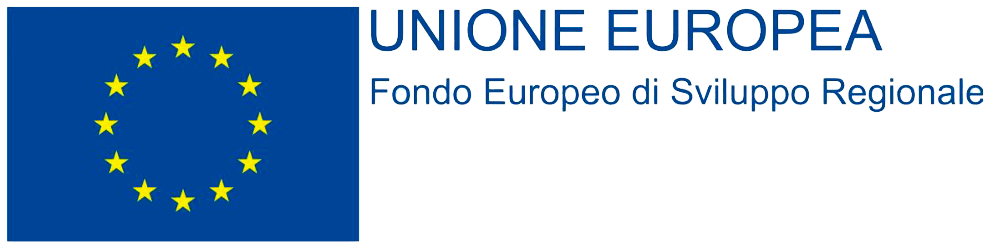 UNIONE EUROPEA
Fondo Europeo di Sviluppo Regionale